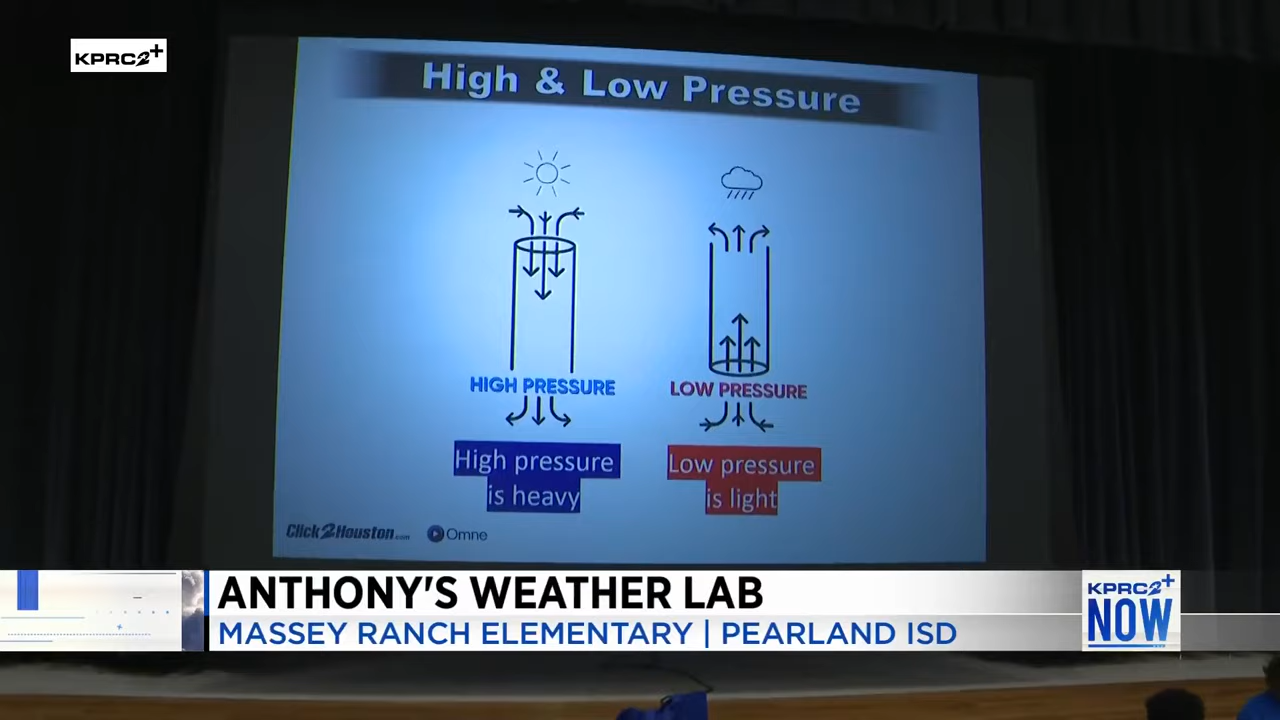 KPRC2+
High & Low Pressure
HIGH PRESSURE
LOW PRESSURE
High pressure
is heavy
Low pressure
is light
Click2Houston.com
Omne
ANTHONY'S WEATHER LAB
MASSEY RANCH ELEMENTARY | PEARLAND ISD
KPRC2+
NOW